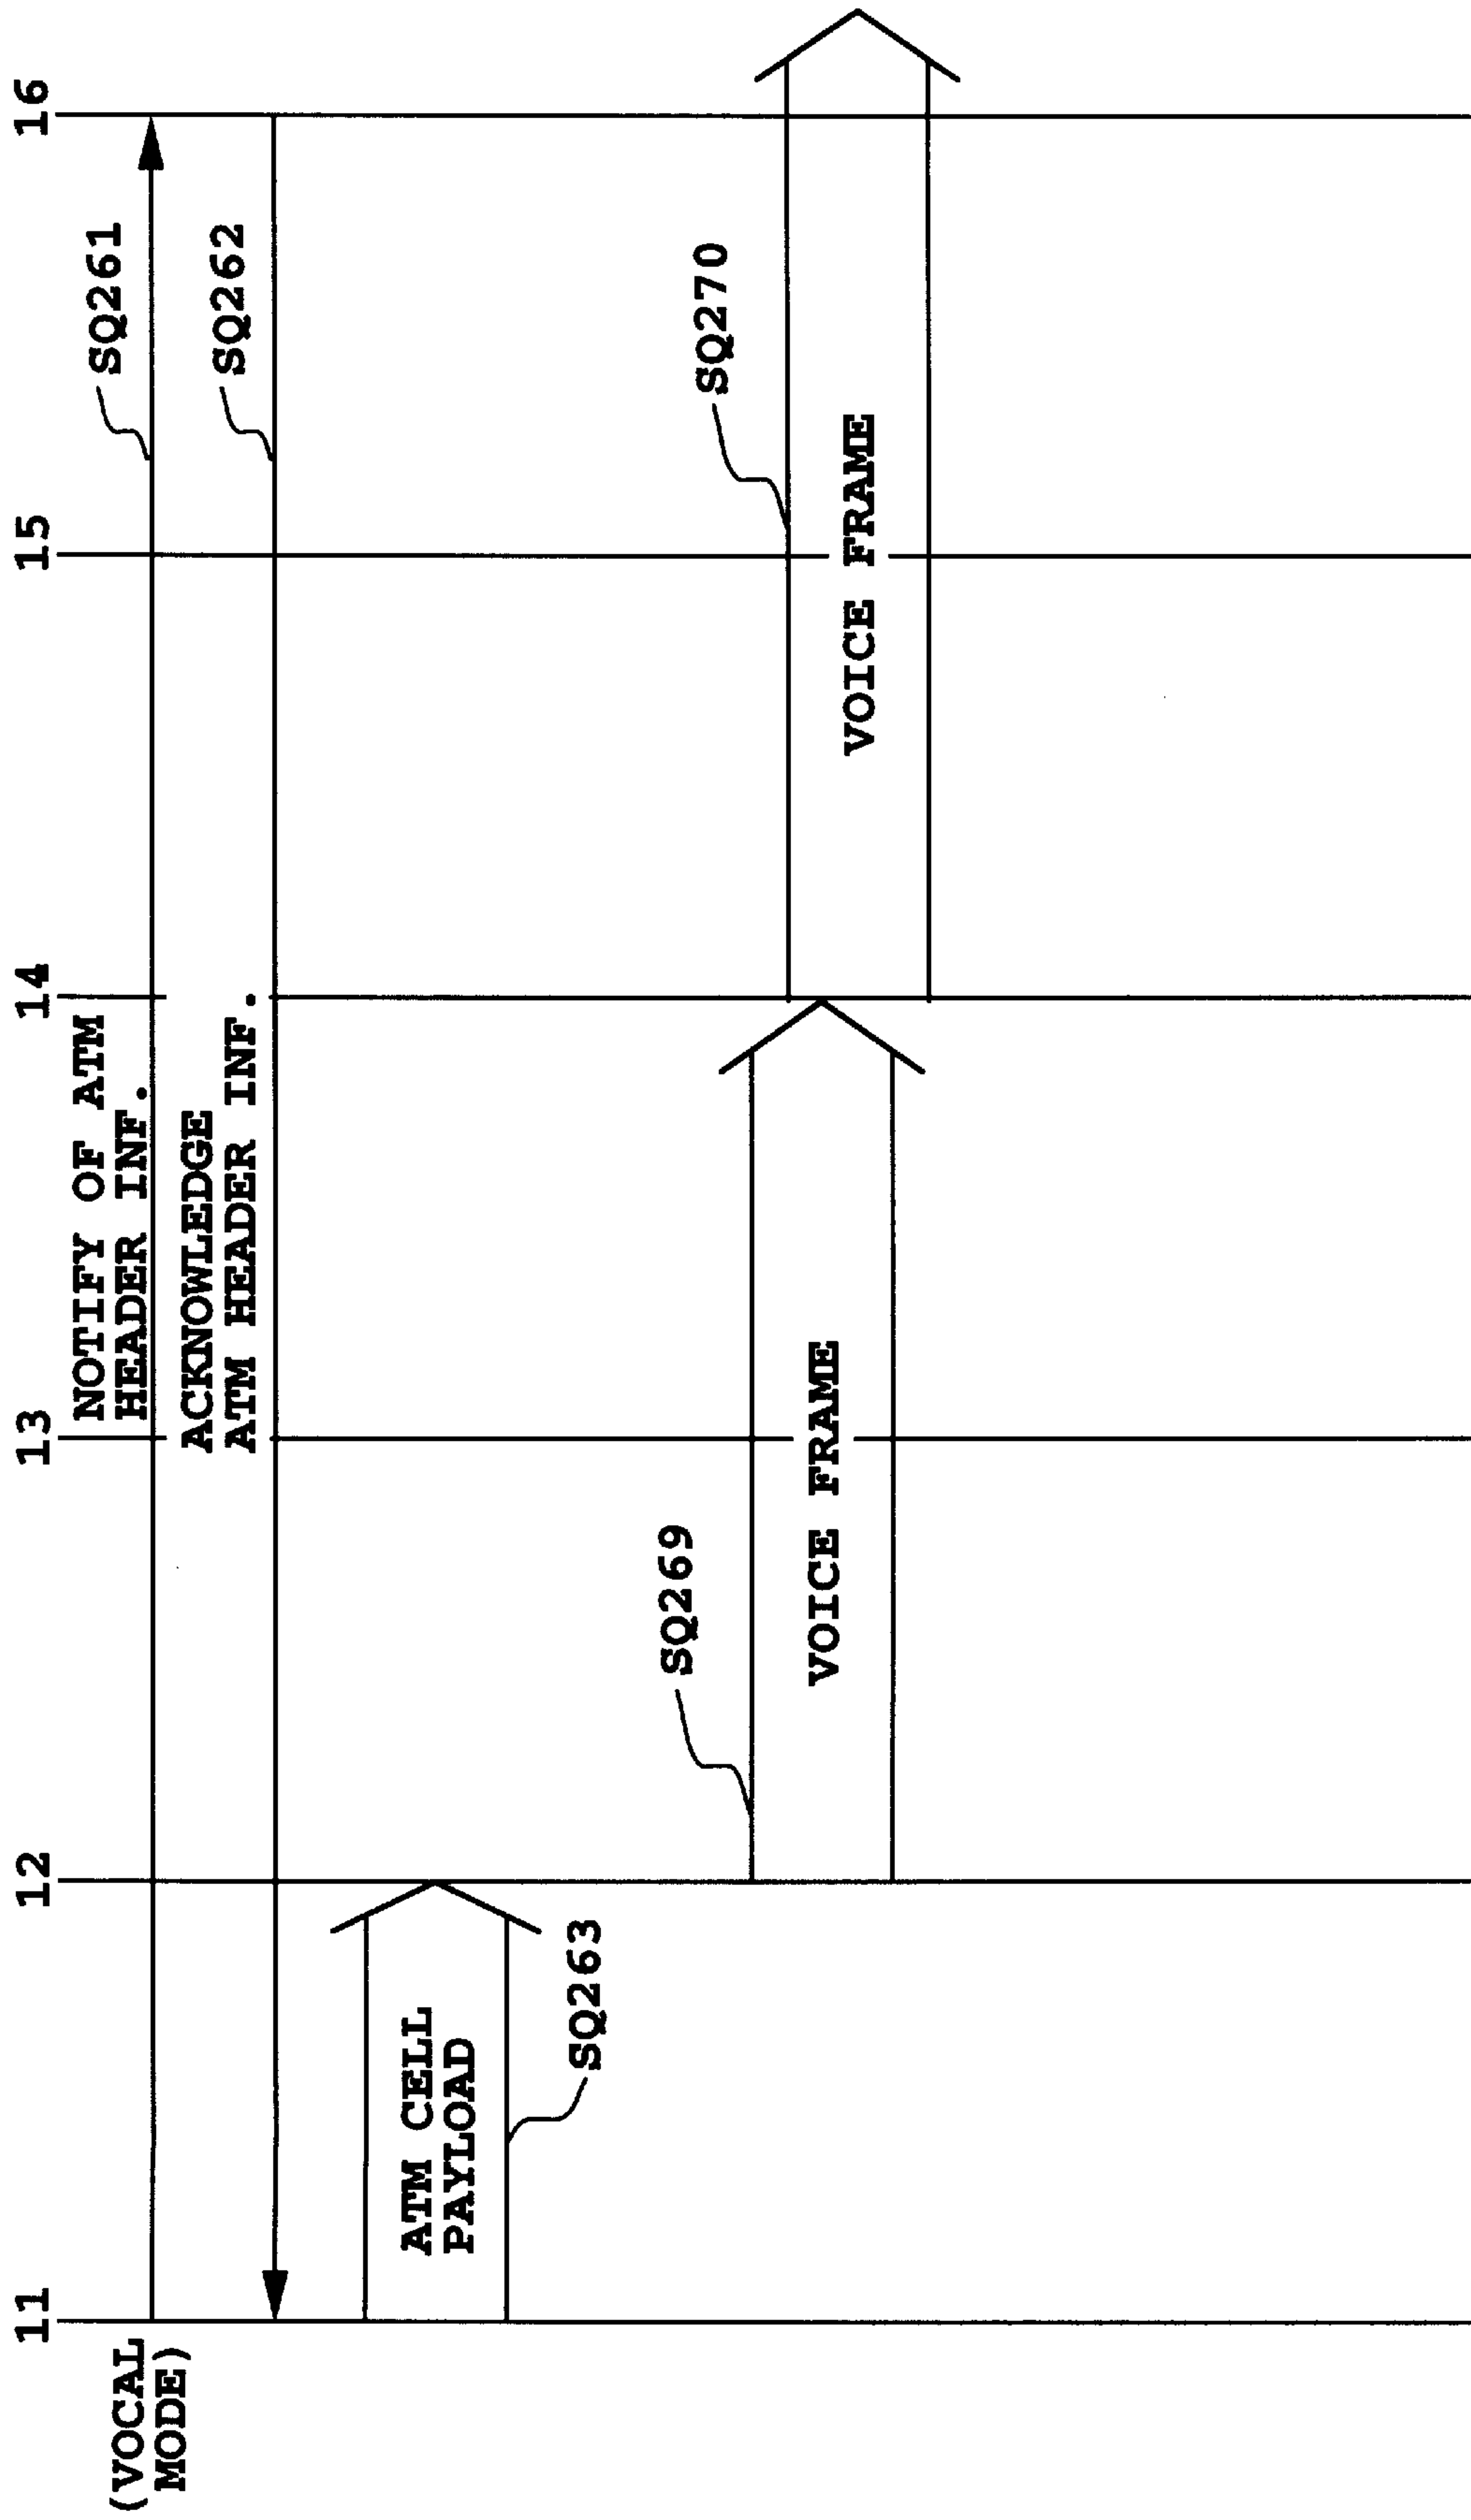 11
12
13
14
15
16
(VOCAL
MODE)
NOTIFY OF ATM
HEADER INF.
SQ261
ACKNOWLEDGE
ATM HEADER INF.
SQ262
ATM CELL
PAYLOAD
SQ263
SQ269
VOICE FRAME
SQ270
VOICE FRAME